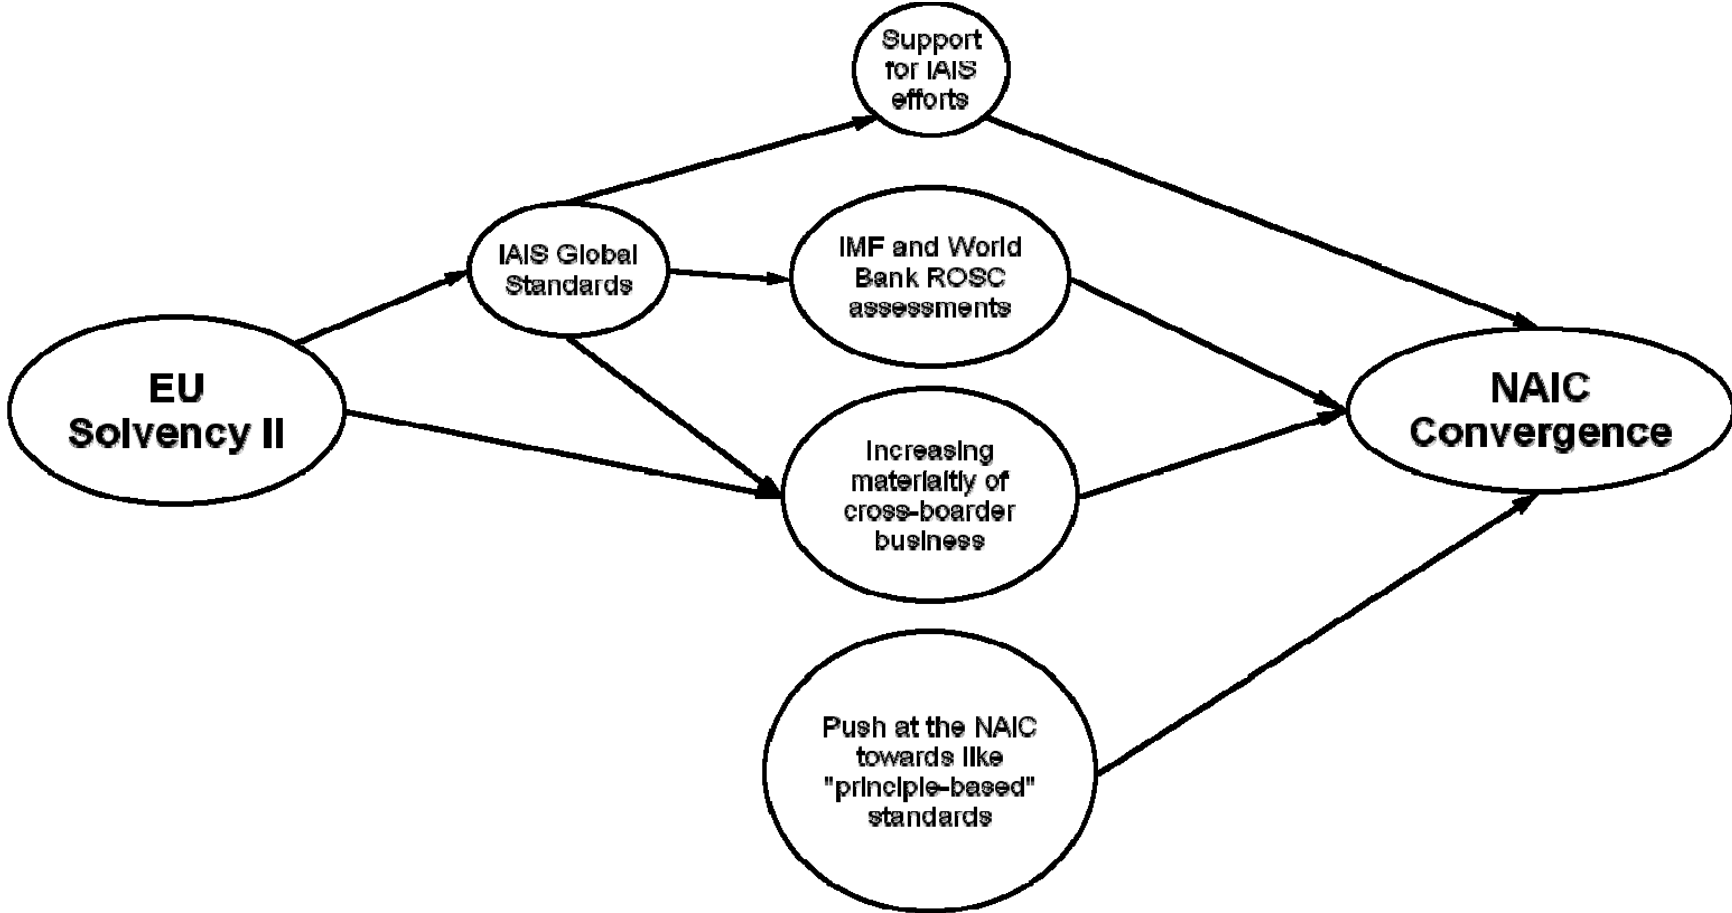 Support
for IAIS
efforts
IAIS Global
Standards
IMF and World
Bank ROSC
assessments
EU
Solvency II
NAIC
Convergence
Increasing
materialtiy of
cross-boarder
business
Push at the NAIC
towards like
"principle-based"
standards